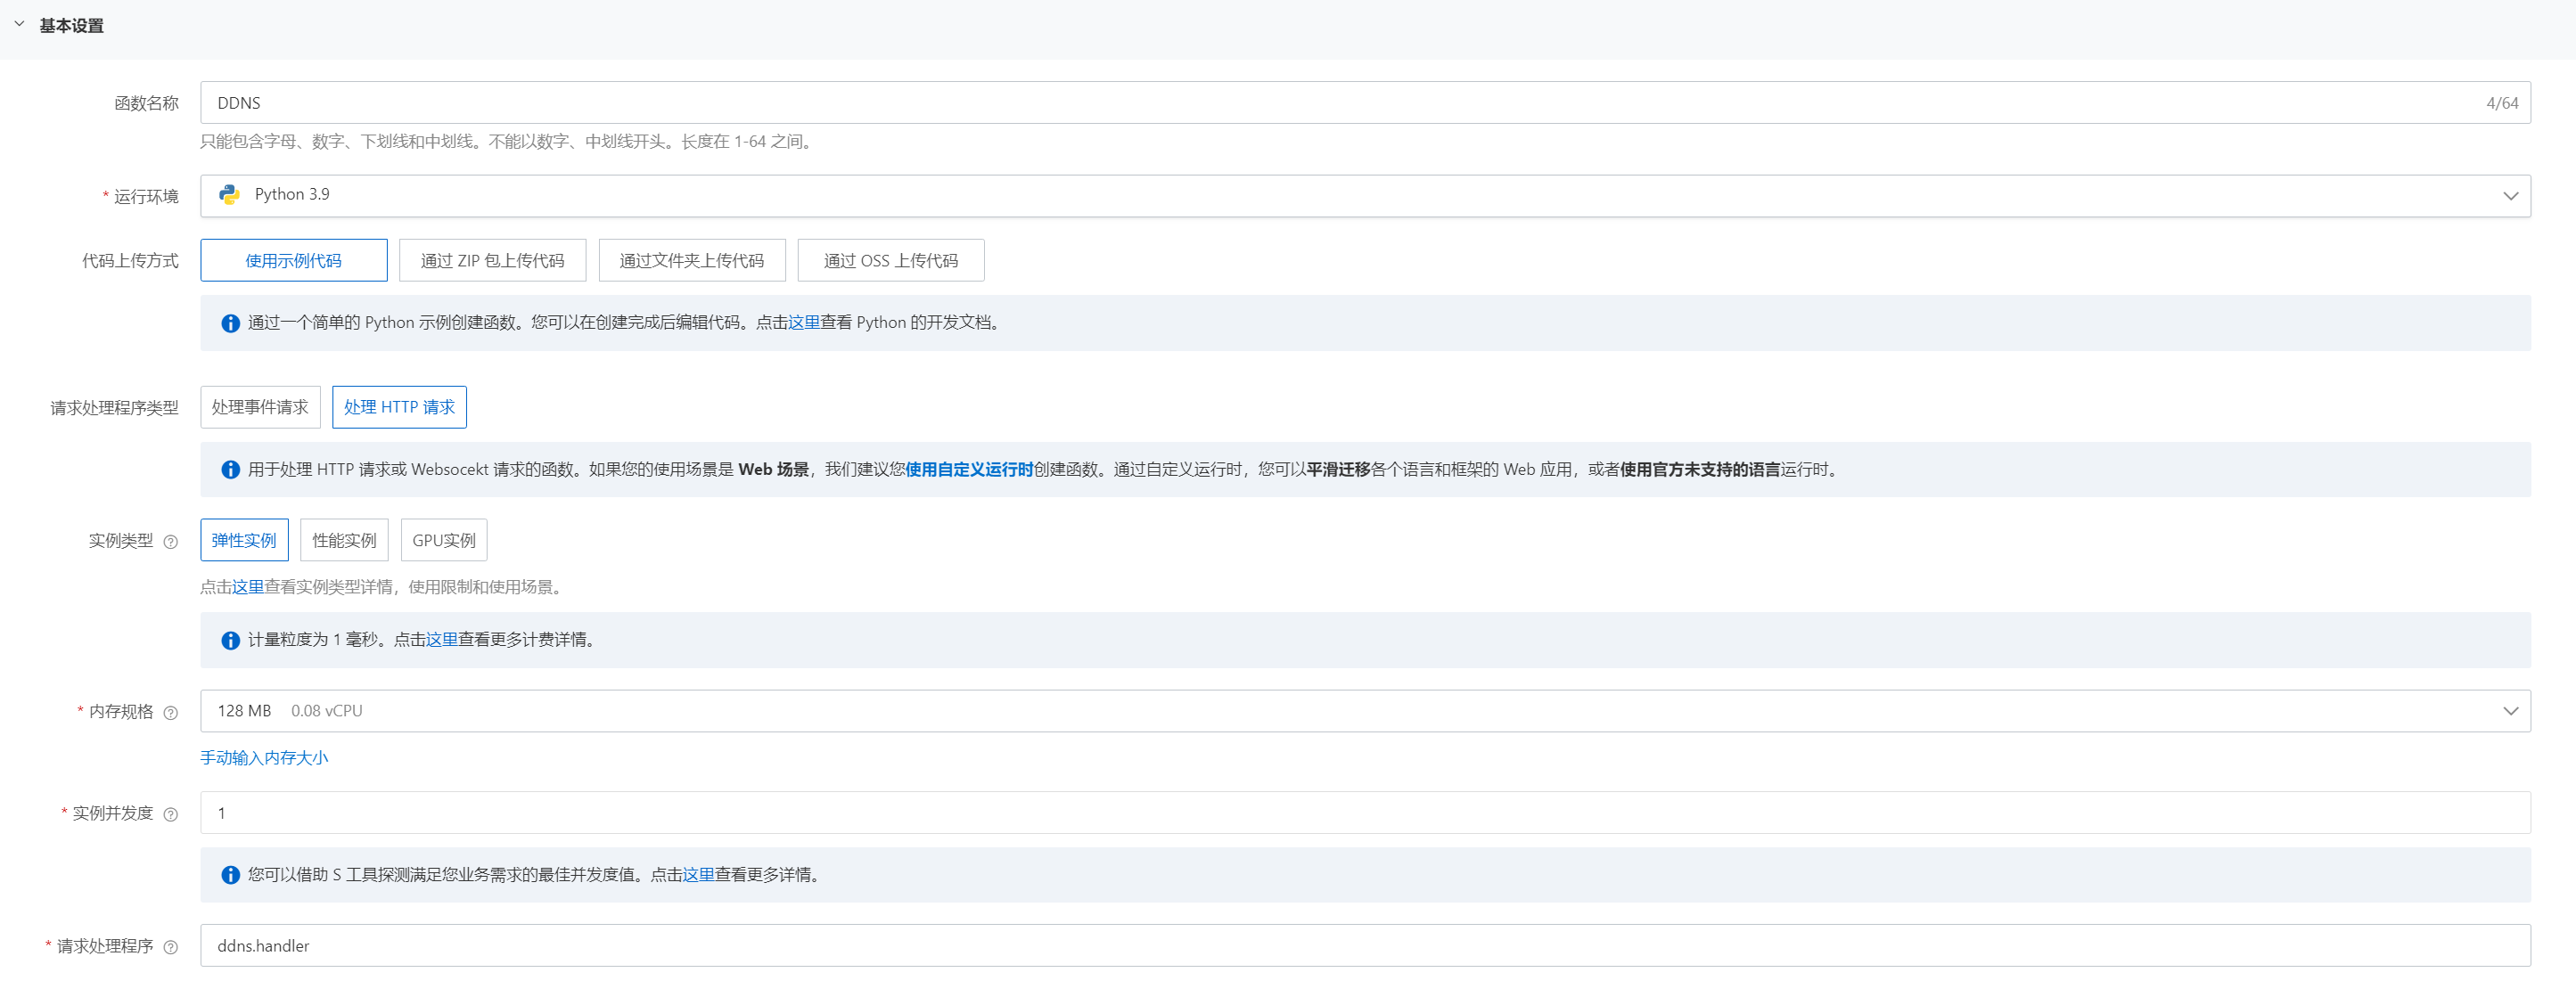 基本设置
函数名称 DDNS 4/64
只能包含字母、数字、下划线和中划线。不能以数字、中划线开头。长度在 1-64 之间。
* 运行环境 Python 3.9
代码上传方式 使用示例代码 通过 ZIP 包上传代码 通过文件夹上传代码 通过 OSS 上传代码
通过一个简单的 Python 示例创建函数。您可以在创建完成后编辑代码。点击这里查看 Python 的开发文档。
请求处理程序类型 处理事件请求 处理 HTTP 请求
用于处理 HTTP 请求或 Websocekt 请求的函数。如果您的使用场景是 Web 场景，我们建议您使用自定义运行时创建函数。通过自定义运行时，您可以平滑迁移各个语言和框架的 Web 应用，或者使用官方未支持的语言运行时。
实例类型 弹性实例 性能实例 GPU实例
点击这里查看实例类型详情，使用限制和使用场景。
计量粒度为 1 毫秒。点击这里查看更多计费详情。
* 内存规格 128 MB 0.08 vCPU
手动输入内存大小
* 实例并发度 1
您可以借助 S 工具探测满足您业务需求的最佳并发度值。点击这里查看更多详情。
* 请求处理程序 ddns.handler